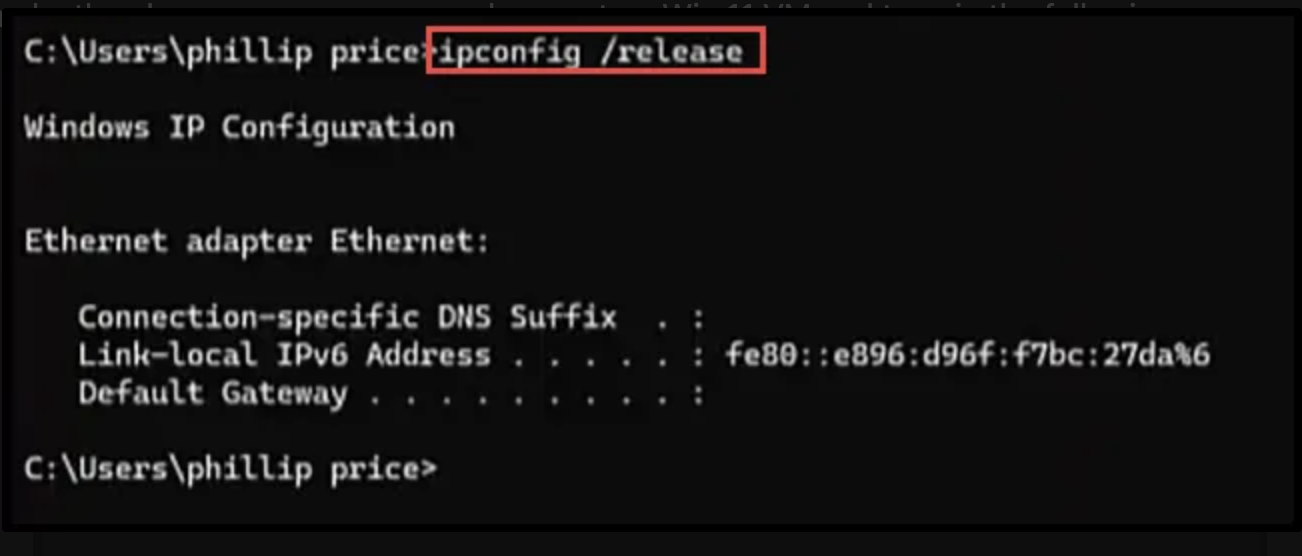 C:\Users\phillip price>ipconfig /release
Windows IP Configuration
Ethernet adapter Ethernet:
Connection-specific DNS Suffix . :
Link-local IPv6 Address . . . . . : fe80::e896:d96f:f7bc:27da%6
Default Gateway . . . . . . . . . :
C:\Users\phillip price>